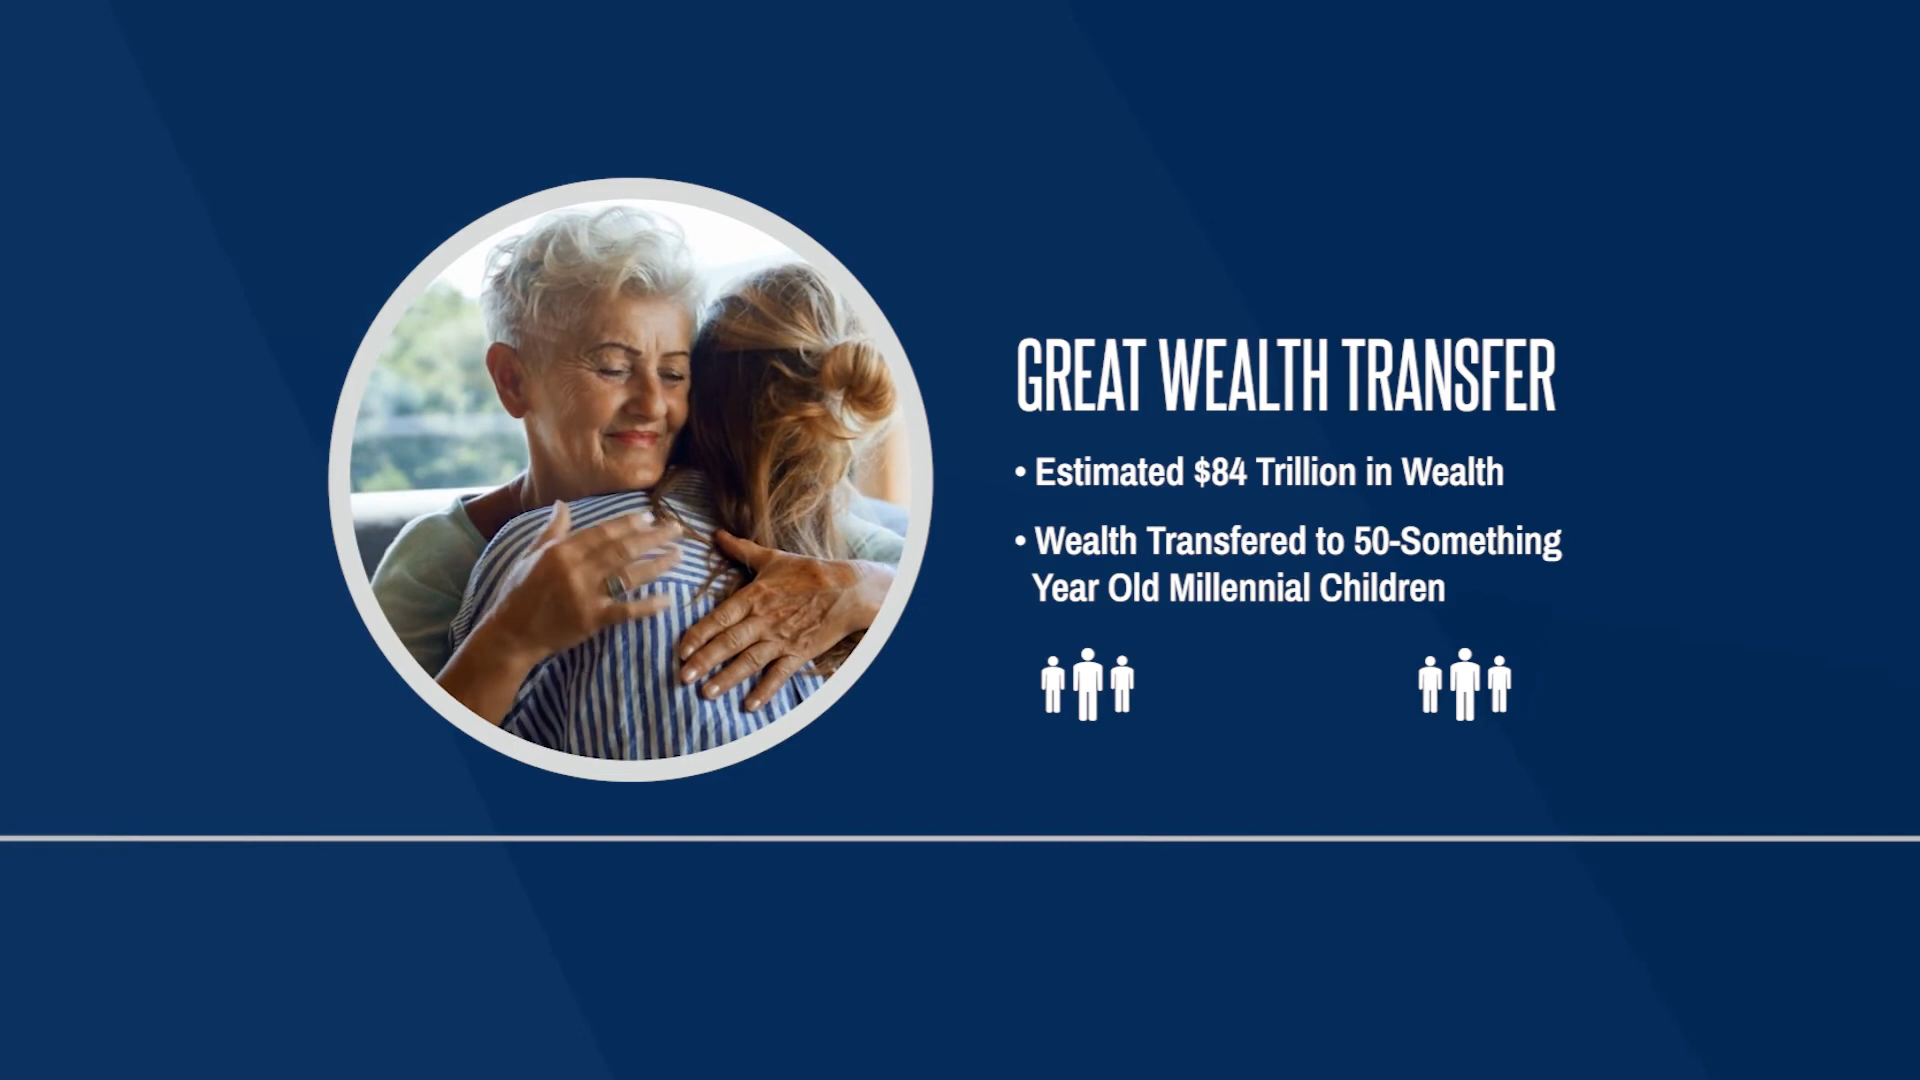 GREAT WEALTH TRANSFER
• Estimated $84 Trillion in Wealth
• Wealth Transfered to 50-Something
Year Old Millennial Children